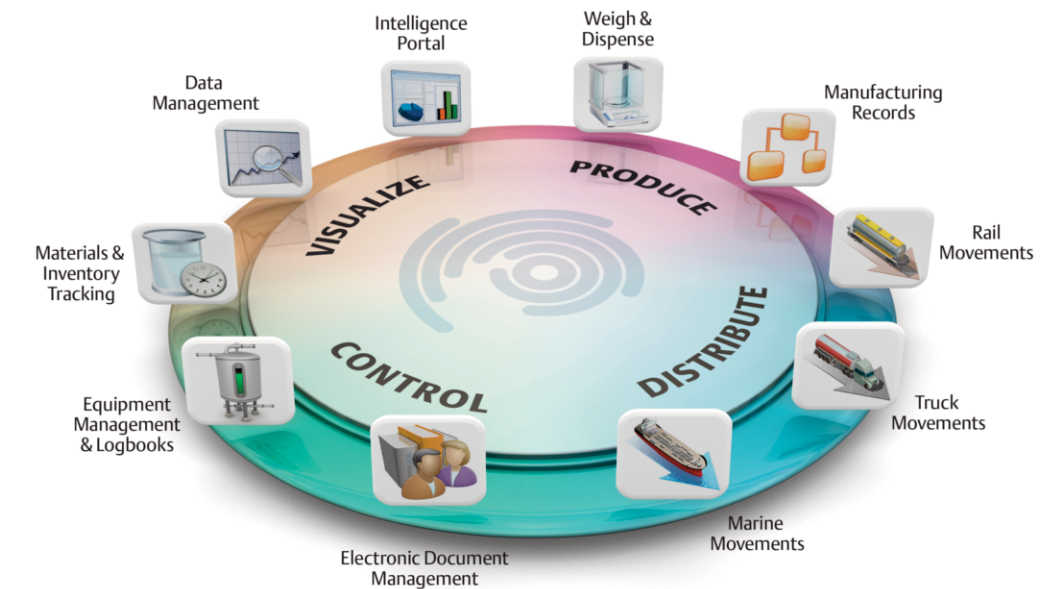 Intelligence
Portal
Weigh &
Dispense
Data
Management
Manufacturing
Records
VISUALIZE
PRODUCE
Materials &
Inventory
Tracking
Rail
Movements
CONTROL
DISTRIBUTE
Equipment
Management
& Logbooks
Truck
Movements
Marine
Movements
Electronic Document
Management